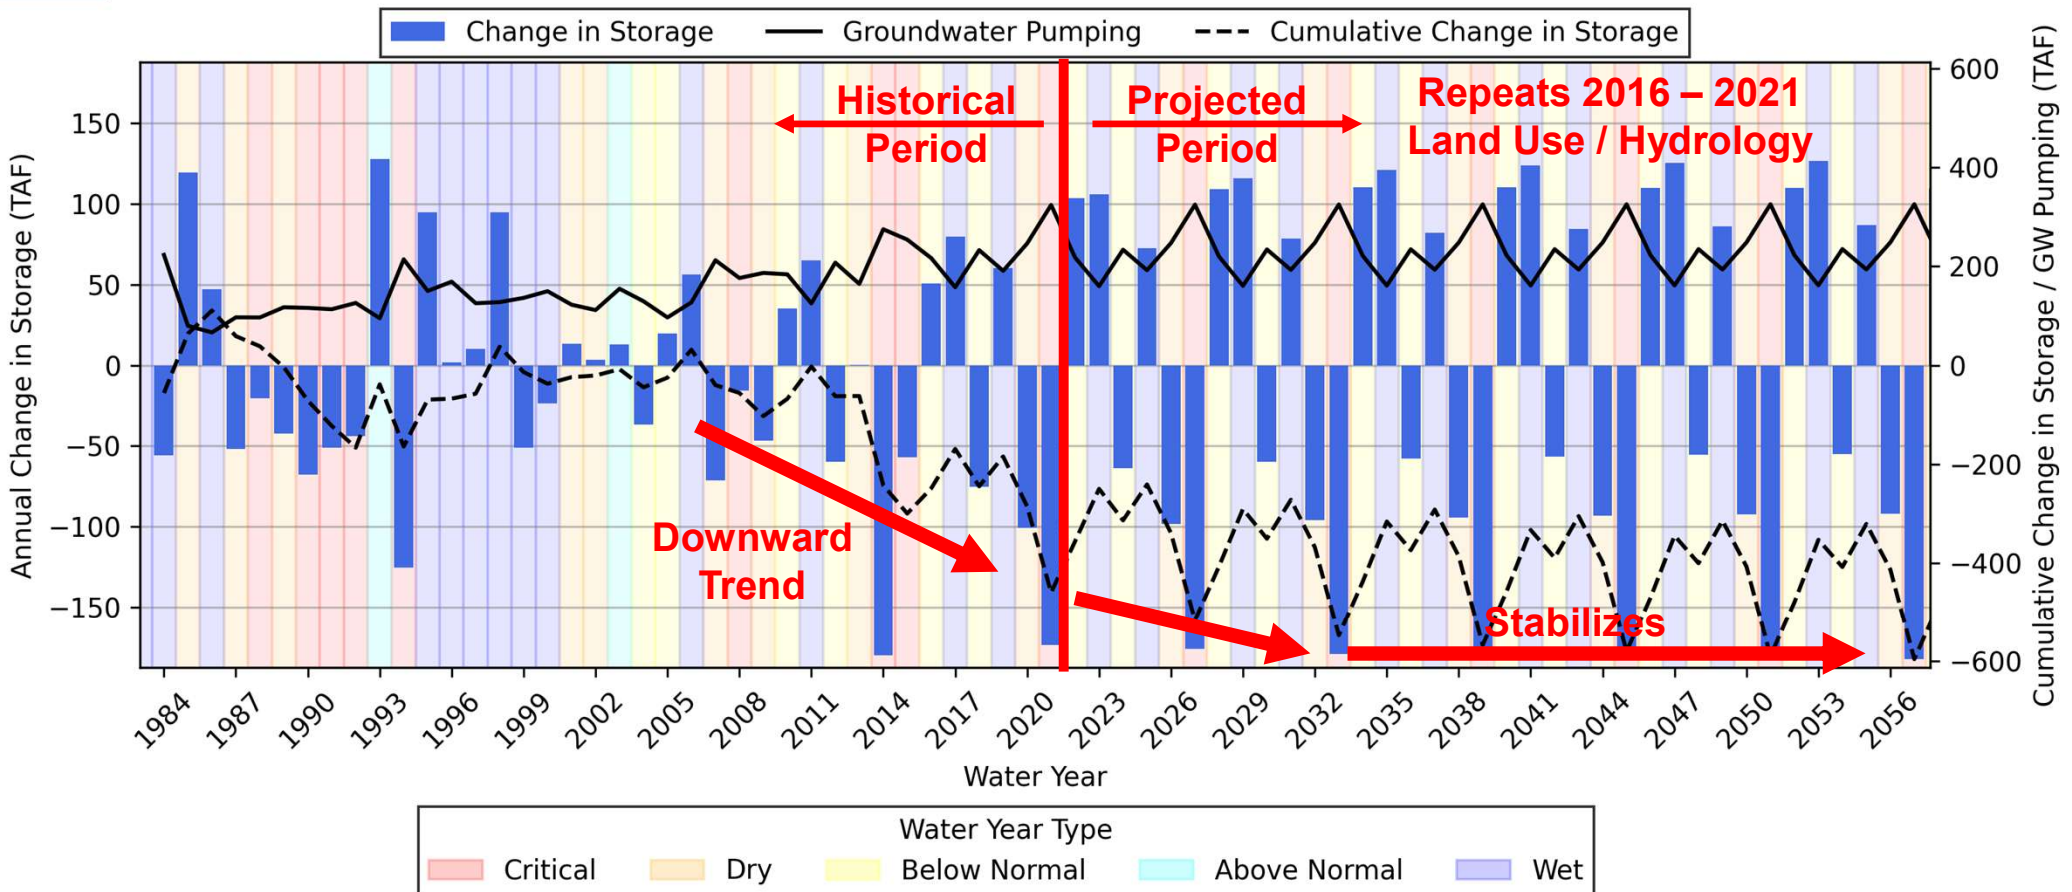 Change in Storage
Groundwater Pumping
Cumulative Change in Storage
Annual Change in Storage (TAF)
150
100
50
0
−50
−100
−150
Historical
Period
Projected
Period
Repeats 2016 – 2021
Land Use / Hydrology
Downward
Trend
Stabilizes
600
400
200
0
−200
−400
−600
Cumulative Change in Storage / GW Pumping (TAF)
1984
1987
1990
1993
1996
1999
2002
2005
2008
2011
2014
2017
2020
2023
2026
2029
2032
2035
2038
2041
2044
2047
2050
2053
2056
Water Year
Water Year Type
Critical
Dry
Below Normal
Above Normal
Wet